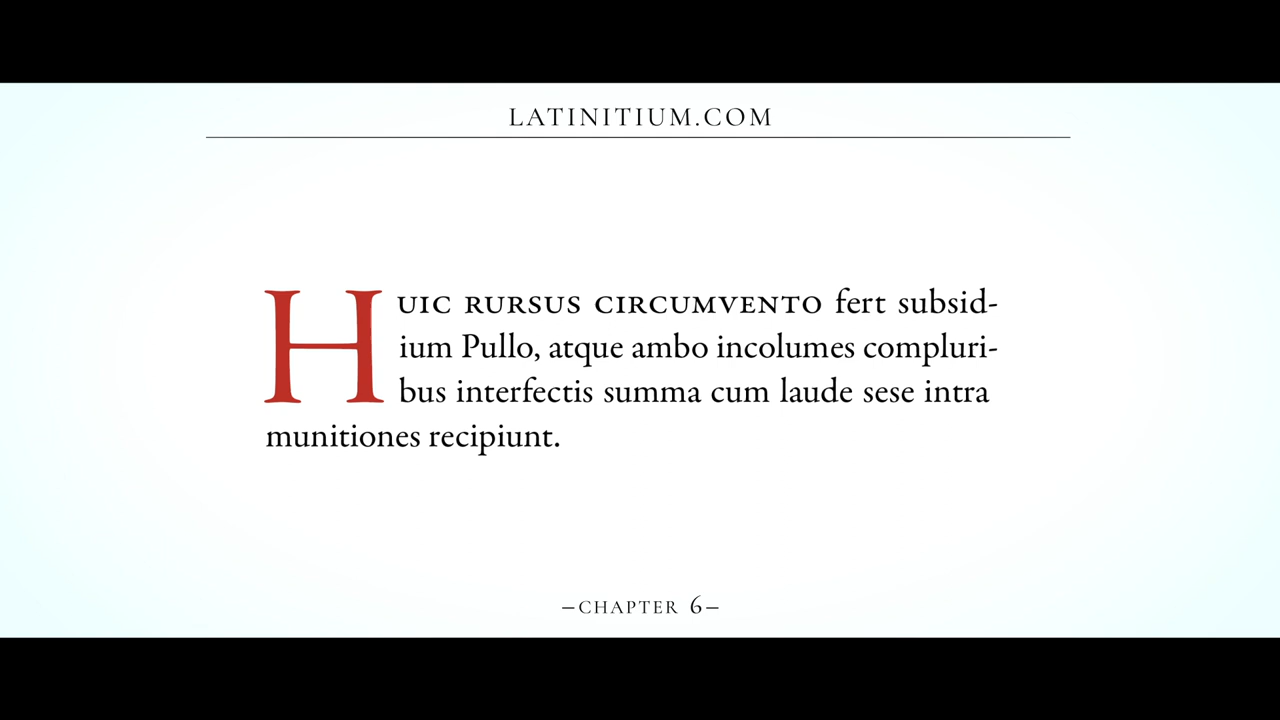 LATINITIUM.COM
HUIC RURSUS CIRCUMVENTO fert subsid-
ium Pullo, atque ambo incolumes compluri-
bus interfectis summa cum laude sese intra
munitiones recipiunt.
–CHAPTER 6–